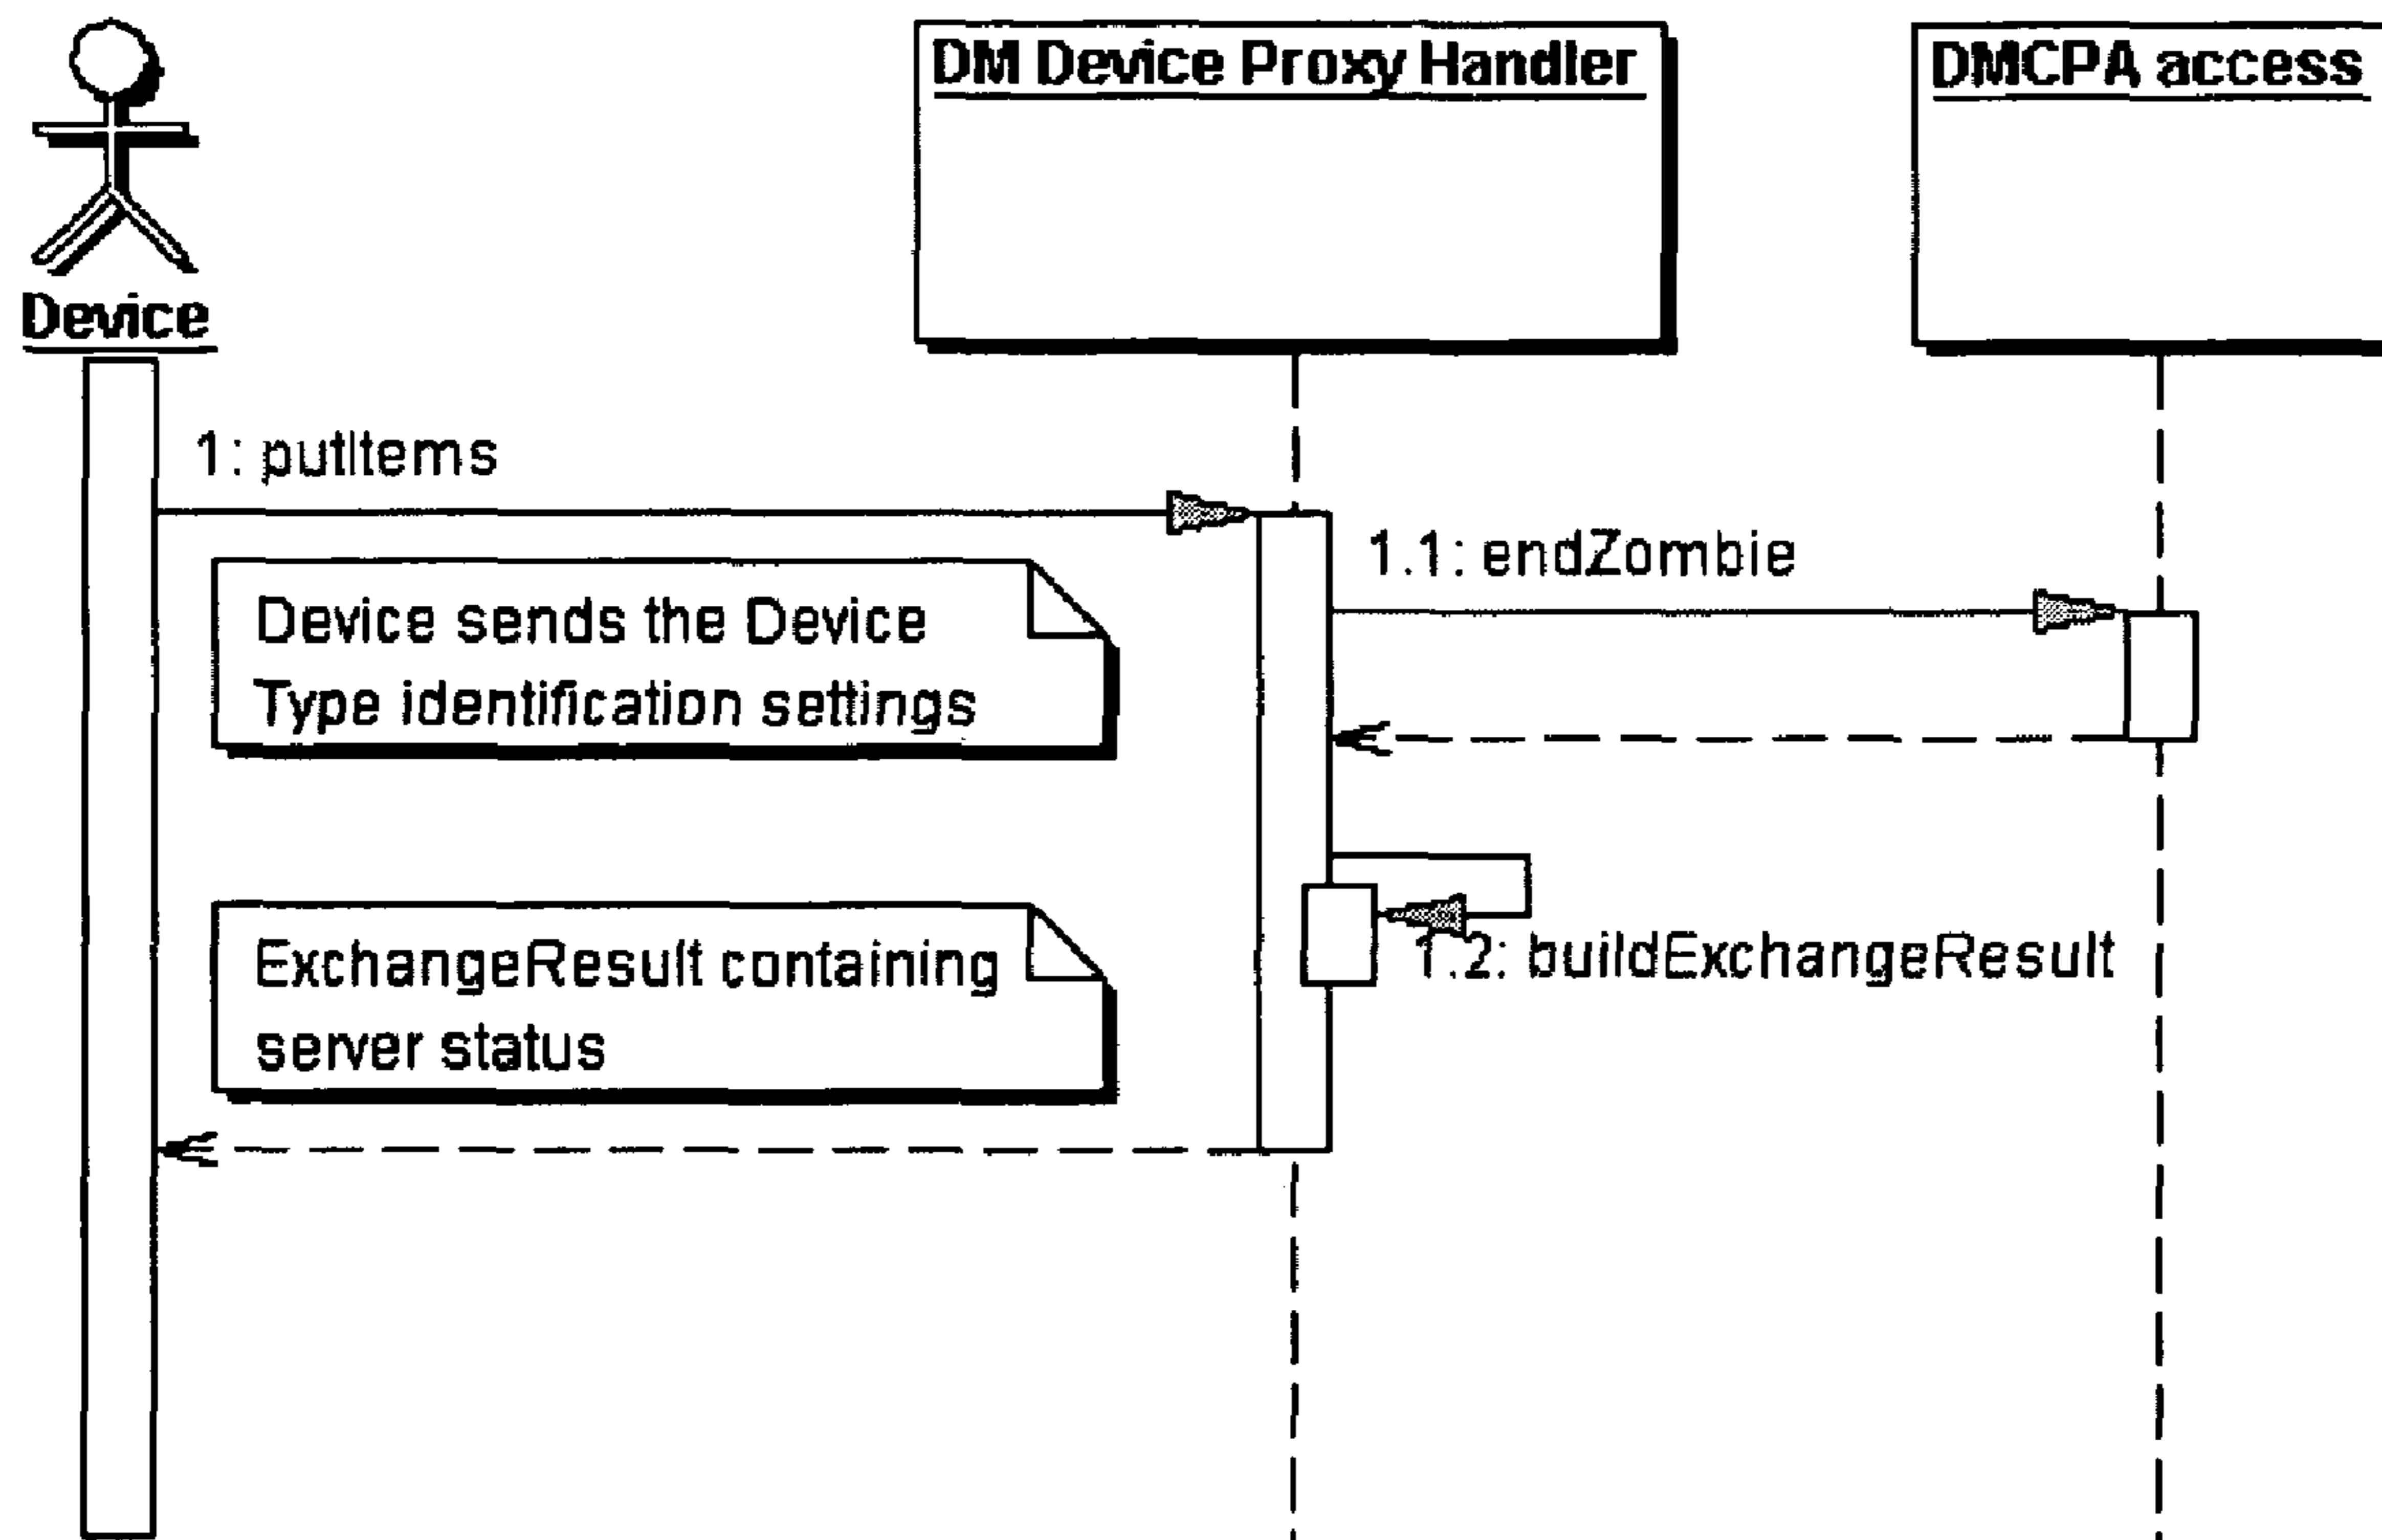 DM Device Proxy Handler
DMCPA access
Device
1: putItems
1.1: endZombie
Device sends the Device
Type identification settings
1.2: buildExchangeResult
ExchangeResult containing
server status